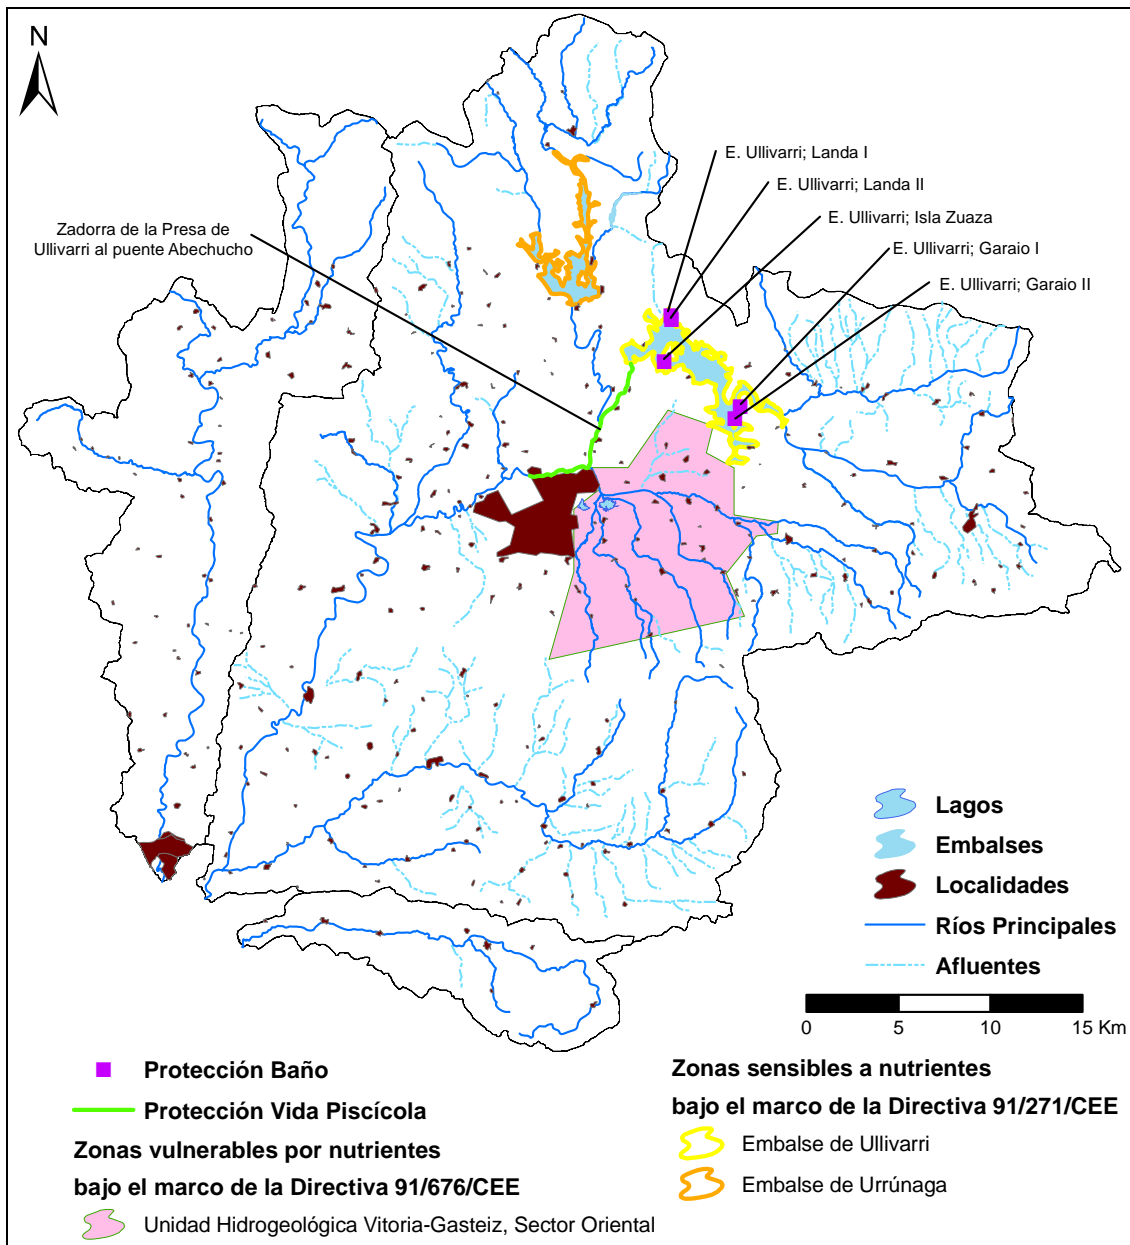 N
E. Ullivarri; Landa I
E. Ullivarri; Landa II
E. Ullivarri; Isla Zuaza
E. Ullivarri; Garaio I
E. Ullivarri; Garaio II
Zadorra de la Presa de
Ullivarri al puente Abechucho
Lagos
Embalses
Localidades
Ríos Principales
Afluentes
0 5 10 15 Km
Protección Baño
Protección Vida Piscícola
Zonas vulnerables por nutrientes
bajo el marco de la Directiva 91/676/CEE
Unidad Hidrogeológica Vitoria-Gasteiz, Sector Oriental
Zonas sensibles a nutrientes
bajo el marco de la Directiva 91/271/CEE
Embalse de Ullivarri
Embalse de Urrúnaga